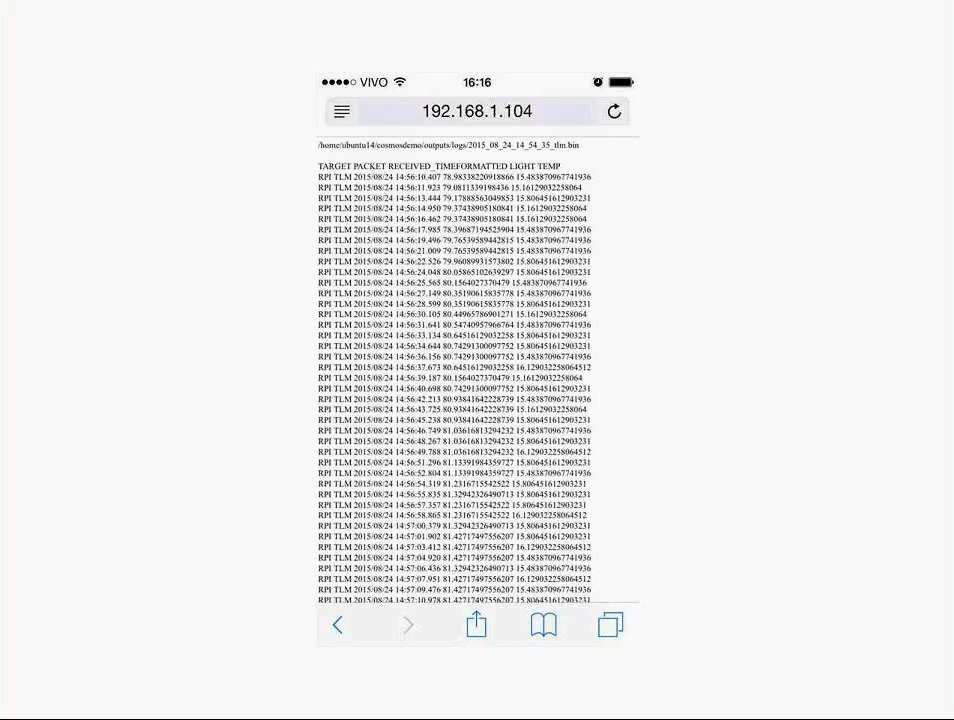 VIVO 16:16
192.168.1.104
/home/ubuntu14/cosmosdemo/outputs/logs/2015_08_24_14_54_35_tlm.bin
TARGET PACKET RECEIVED_TIMEFORMATTED LIGHT TEMP
RPI TLM 2015/08/24 14:56:10.407 78.98338220918866 15.483870967741936
RPI TLM 2015/08/24 14:56:11.923 79.0811339198436 15.16129032258064
RPI TLM 2015/08/24 14:56:13.444 79.17888563049853 15.806451612903231
RPI TLM 2015/08/24 14:56:14.950 79.37438905180841 15.16129032258064
RPI TLM 2015/08/24 14:56:16.462 79.37438905180841 15.16129032258064
RPI TLM 2015/08/24 14:56:17.985 78.39687194525904 15.483870967741936
RPI TLM 2015/08/24 14:56:19.496 79.76539589442815 15.483870967741936
RPI TLM 2015/08/24 14:56:21.009 79.76539589442815 15.483870967741936
RPI TLM 2015/08/24 14:56:22.526 79.96089931573802 15.806451612903231
RPI TLM 2015/08/24 14:56:24.048 80.05865102639297 15.806451612903231
RPI TLM 2015/08/24 14:56:25.565 80.1564027370479 15.483870967741936
RPI TLM 2015/08/24 14:56:27.149 80.35190615835778 15.483870967741936
RPI TLM 2015/08/24 14:56:28.599 80.35190615835778 15.806451612903231
RPI TLM 2015/08/24 14:56:30.105 80.44965786901271 15.16129032258064
RPI TLM 2015/08/24 14:56:31.641 80.54740957966764 15.483870967741936
RPI TLM 2015/08/24 14:56:33.134 80.64516129032258 15.806451612903231
RPI TLM 2015/08/24 14:56:34.644 80.74291300097752 15.806451612903231
RPI TLM 2015/08/24 14:56:36.156 80.74291300097752 15.483870967741936
RPI TLM 2015/08/24 14:56:37.673 80.64516129032258 16.129032258064512
RPI TLM 2015/08/24 14:56:39.187 80.1564027370479 15.16129032258064
RPI TLM 2015/08/24 14:56:40.698 80.74291300097752 15.806451612903231
RPI TLM 2015/08/24 14:56:42.213 80.93841642228739 15.483870967741936
RPI TLM 2015/08/24 14:56:43.725 80.93841642228739 15.16129032258064
RPI TLM 2015/08/24 14:56:45.238 80.93841642228739 15.806451612903231
RPI TLM 2015/08/24 14:56:46.749 81.03616813294232 15.483870967741936
RPI TLM 2015/08/24 14:56:48.267 81.03616813294232 15.806451612903231
RPI TLM 2015/08/24 14:56:49.788 81.03616813294232 16.129032258064512
RPI TLM 2015/08/24 14:56:51.296 81.13391984359727 15.806451612903231
RPI TLM 2015/08/24 14:56:52.804 81.13391984359727 15.483870967741936
RPI TLM 2015/08/24 14:56:54.319 81.2316715542522 15.806451612903231
RPI TLM 2015/08/24 14:56:55.835 81.32942326490713 15.806451612903231
RPI TLM 2015/08/24 14:56:57.357 81.2316715542522 15.806451612903231
RPI TLM 2015/08/24 14:56:58.865 81.2316715542522 16.129032258064512
RPI TLM 2015/08/24 14:57:00.379 81.32942326490713 15.806451612903231
RPI TLM 2015/08/24 14:57:01.902 81.42717497556207 15.806451612903231
RPI TLM 2015/08/24 14:57:03.412 81.42717497556207 16.129032258064512
RPI TLM 2015/08/24 14:57:04.920 81.42717497556207 15.483870967741936
RPI TLM 2015/08/24 14:57:06.436 81.32942326490713 15.483870967741936
RPI TLM 2015/08/24 14:57:07.951 81.42717497556207 16.129032258064512
RPI TLM 2015/08/24 14:57:09.476 81.42717497556207 15.483870967741936
RPI TLM 2015/08/24 14:57:10.978 81.42717497556207 15.806451612903231